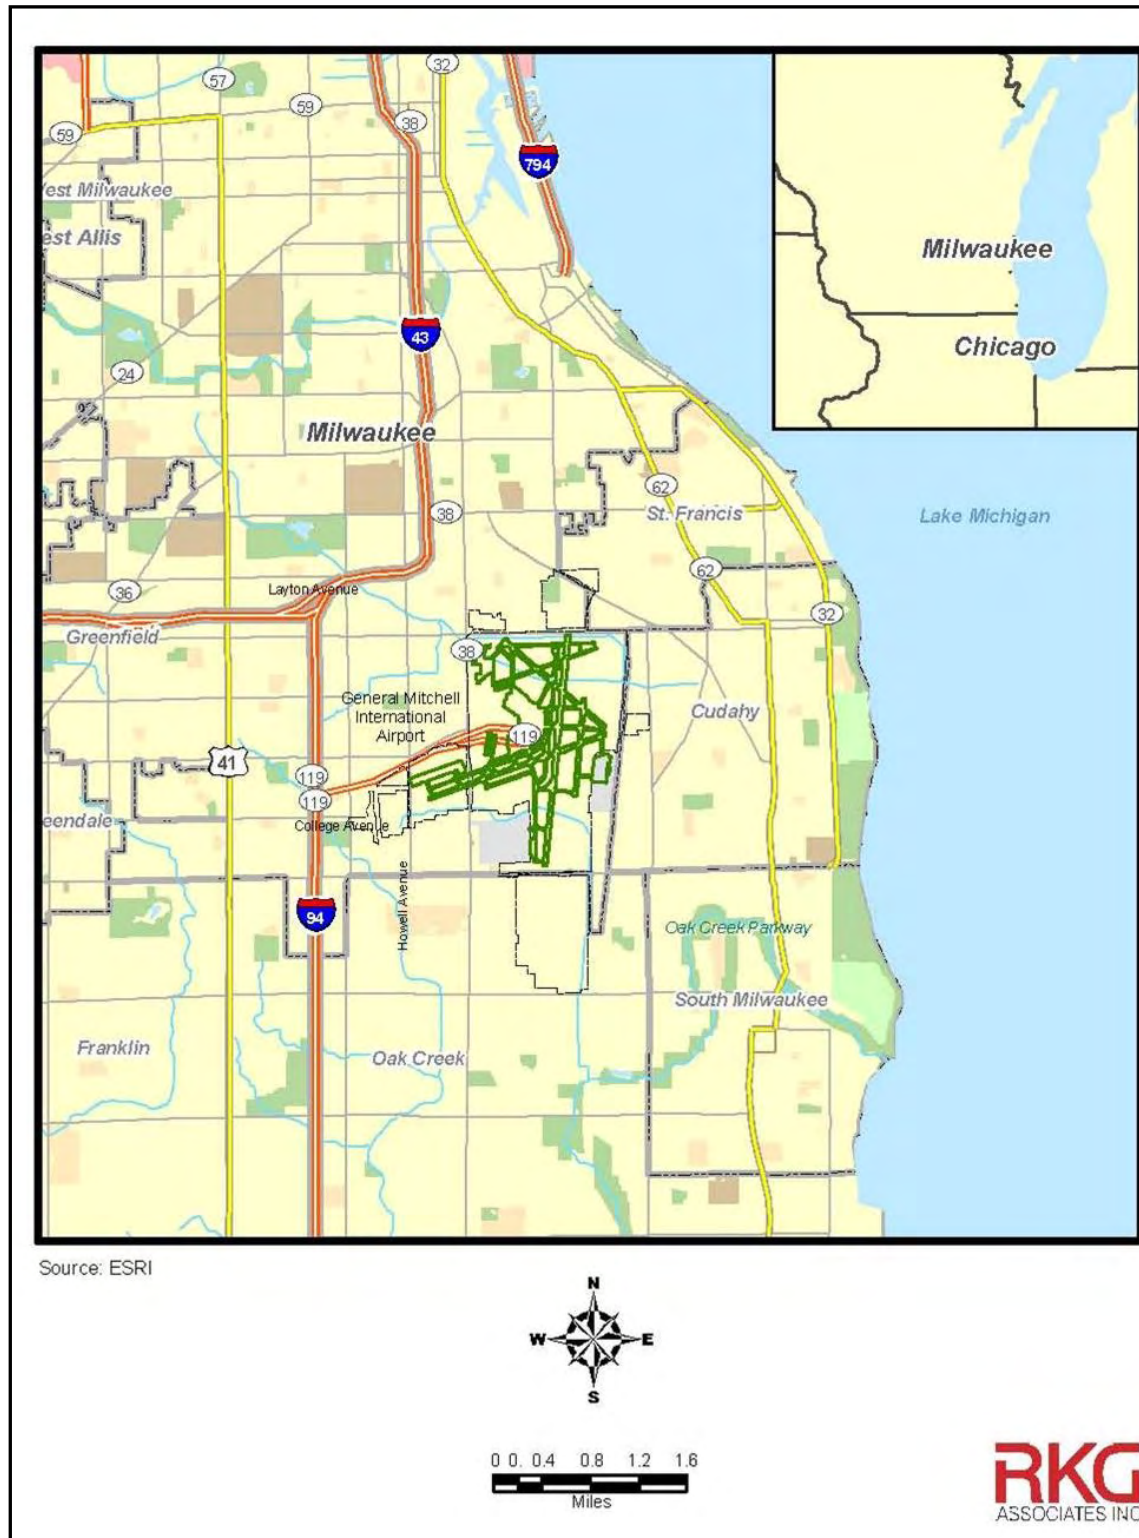 57
32
59
38
59
794
West Milwaukee
est Allis
Milwaukee
Chicago
43
24
Milwaukee
62
38
St. Francis
Lake Michigan
62
36
Layton Avenue
32
Greenfield
38
General Mitchell
International
Airport
Cudahy
119
41
119
119
eendale
College Avenue
Howell Avenue
94
Oak Creek Parkway
South Milwaukee
Franklin
Oak Creek
Source: ESRI
N
W
E
S
0 0. 0.4 0.8 1.2 1.6
Miles
RKG
ASSOCIATES INC